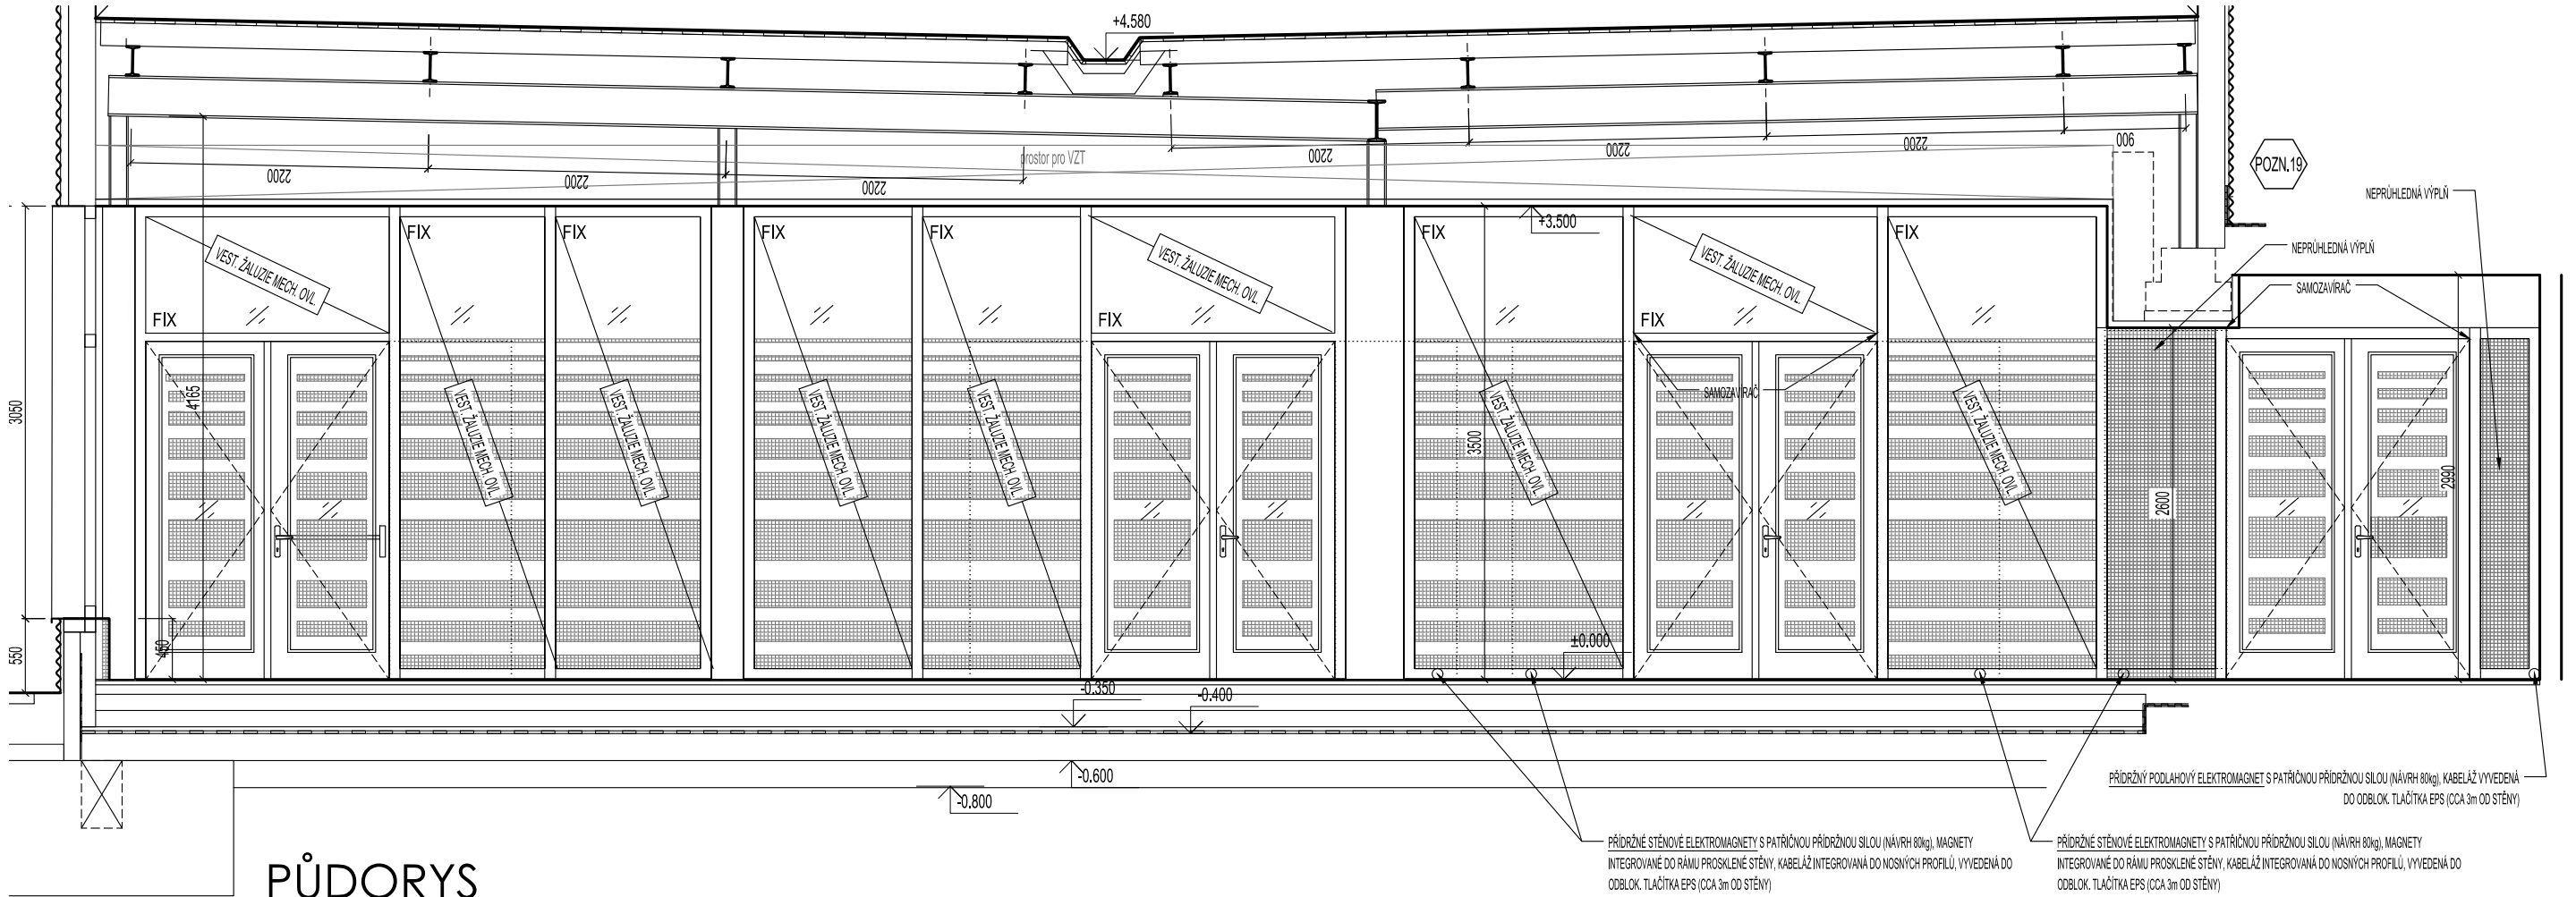 +4.580
prostor pro VZT
2200
2200
2200
2200
2200
2200
900
POZN.19
NEPRŮHLEDNÁ VÝPLŇ
NEPRŮHLEDNÁ VÝPLŇ
SAMOZAVÍRAČ
+3.500
FIX
FIX
FIX
FIX
FIX
FIX
FIX
FIX
FIX
FIX
VEST. ŽALUZIE MECH. OVL.
VEST. ŽALUZIE MECH. OVL.
VEST. ŽALUZIE MECH. OVL.
VEST. ŽALUZIE MECH. OVL.
VEST. ŽALUZIE MECH. OVL.
VEST. ŽALUZIE MECH. OVL.
VEST. ŽALUZIE MECH. OVL.
VEST. ŽALUZIE MECH. OVL.
VEST. ŽALUZIE MECH. OVL.
SAMOZAVÍRAČ
3050
4165
3500
2600
2990
550
450
±0.000
-0.350
-0.400
-0.600
-0.800
PŘÍDRŽNÝ PODLAHOVÝ ELEKTROMAGNET S PATŘIČNOU PŘÍDRŽNOU SILOU (NÁVRH 80kg), KABELÁŽ VYVEDENÁ
DO ODBLOK. TLAČÍTKA EPS (CCA 3m OD STĚNY)
PŘÍDRŽNÉ STĚNOVÉ ELEKTROMAGNETY S PATŘIČNOU PŘÍDRŽNOU SILOU (NÁVRH 80kg), MAGNETY
INTEGROVANÉ DO RÁMU PROSKLENÉ STĚNY, KABELÁŽ INTEGROVANÁ DO NOSNÝCH PROFILŮ, VYVEDENÁ DO
ODBLOK. TLAČÍTKA EPS (CCA 3m OD STĚNY)
PŘÍDRŽNÉ STĚNOVÉ ELEKTROMAGNETY S PATŘIČNOU PŘÍDRŽNOU SILOU (NÁVRH 80kg), MAGNETY
INTEGROVANÉ DO RÁMU PROSKLENÉ STĚNY, KABELÁŽ INTEGROVANÁ DO NOSNÝCH PROFILŮ, VYVEDENÁ DO
ODBLOK. TLAČÍTKA EPS (CCA 3m OD STĚNY)
PŮDORYS